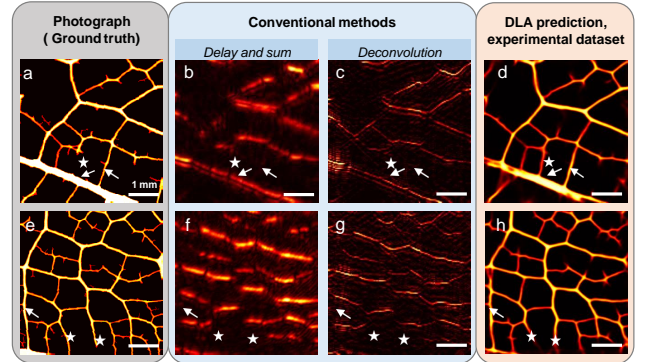 Photograph
( Ground truth)
Conventional methods
Delay and sum
Deconvolution
DLA prediction,
experimental dataset
a
b
c
d
1 mm
e
f
g
h